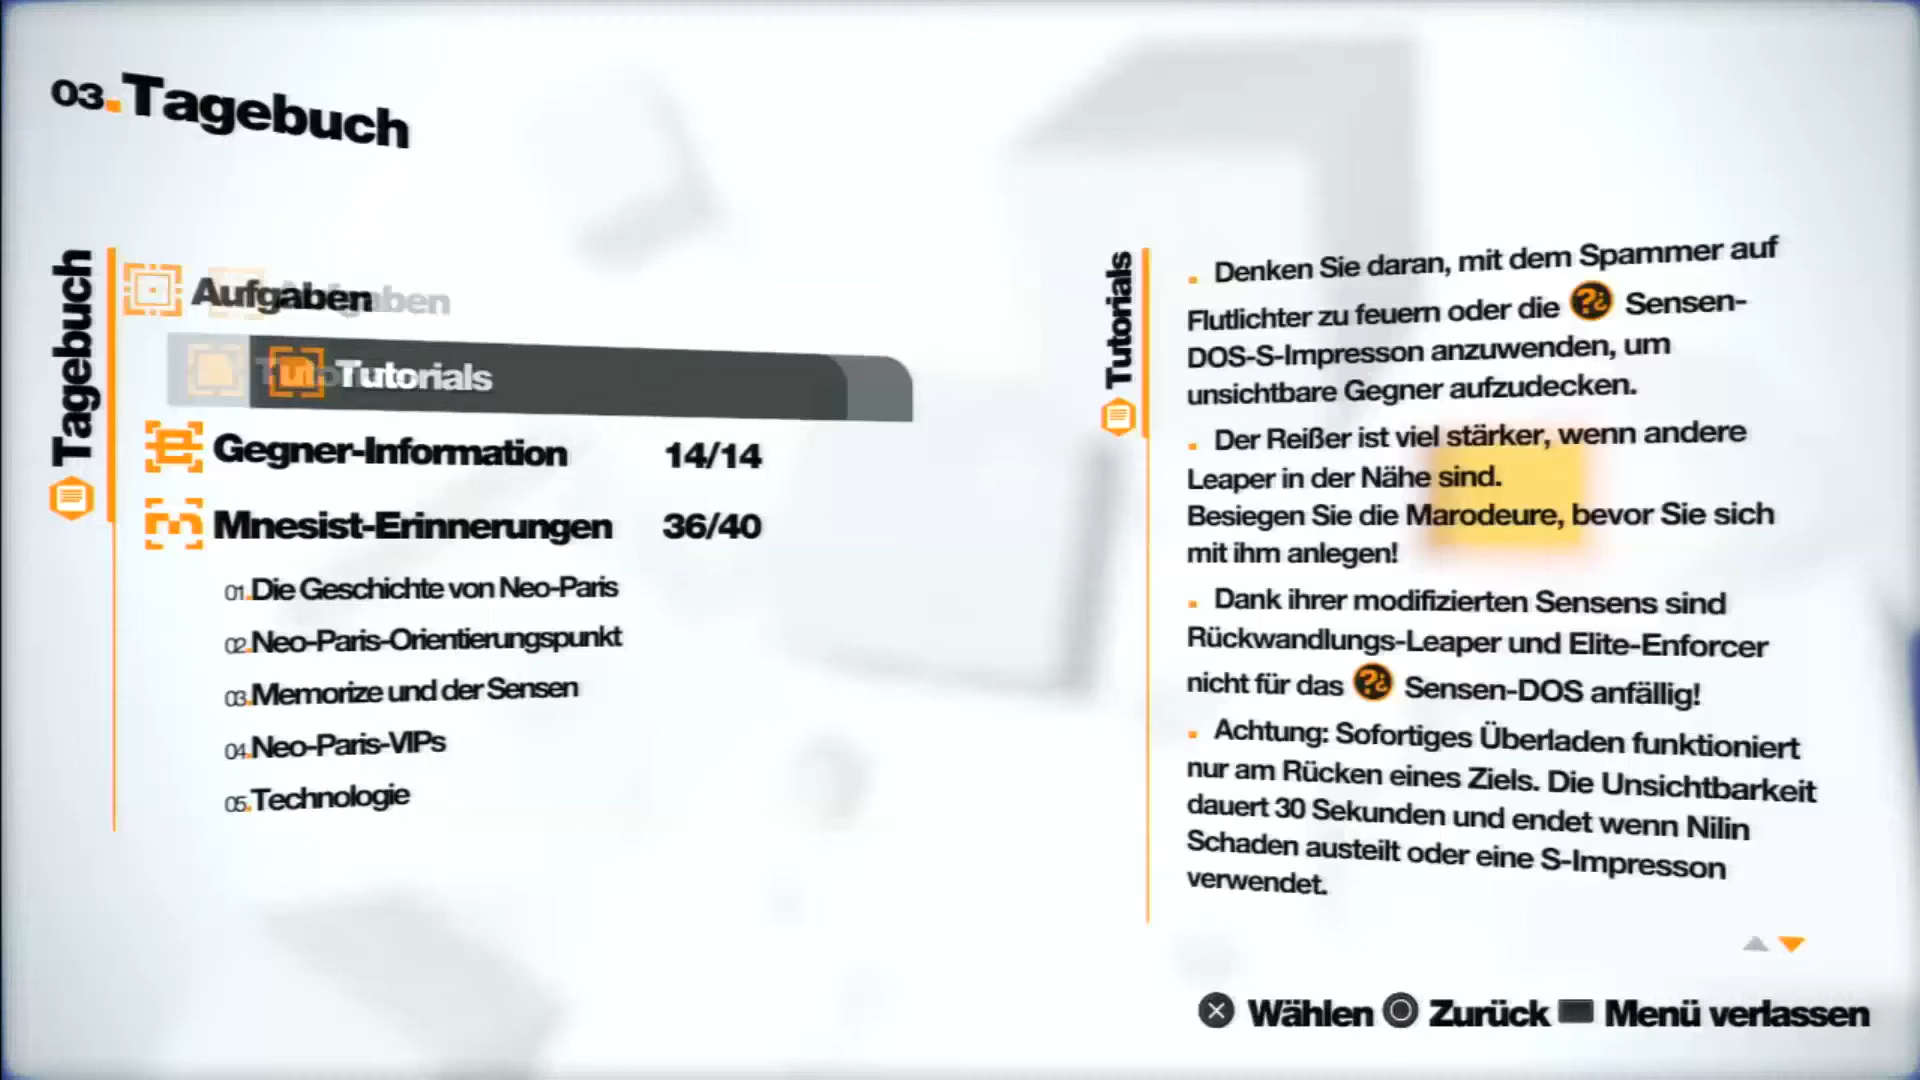 03.Tagebuch
Tagebuch
Aufgaben
Tutorials
Gegner-Information 14/14
Mnesist-Erinnerungen 36/40
01.Die Geschichte von Neo-Paris
02.Neo-Paris-Orientierungspunkt
03.Memorize und der Sensen
04.Neo-Paris-VIPs
05.Technologie
Tutorials
Denken Sie daran, mit dem Spammer auf
Flutlichter zu feuern oder die Sensen-
DOS-S-Impresson anzuwenden, um
unsichtbare Gegner aufzudecken.
Der Reißer ist viel stärker, wenn andere
Leaper in der Nähe sind.
Besiegen Sie die Marodeure, bevor Sie sich
mit ihm anlegen!
Dank ihrer modifizierten Sensens sind
Rückwandlungs-Leaper und Elite-Enforcer
nicht für das Sensen-DOS anfällig!
Achtung: Sofortiges Überladen funktioniert
nur am Rücken eines Ziels. Die Unsichtbarkeit
dauert 30 Sekunden und endet wenn Nilin
Schaden austeilt oder eine S-Impresson
verwendet.
Wählen Zurück Menü verlassen